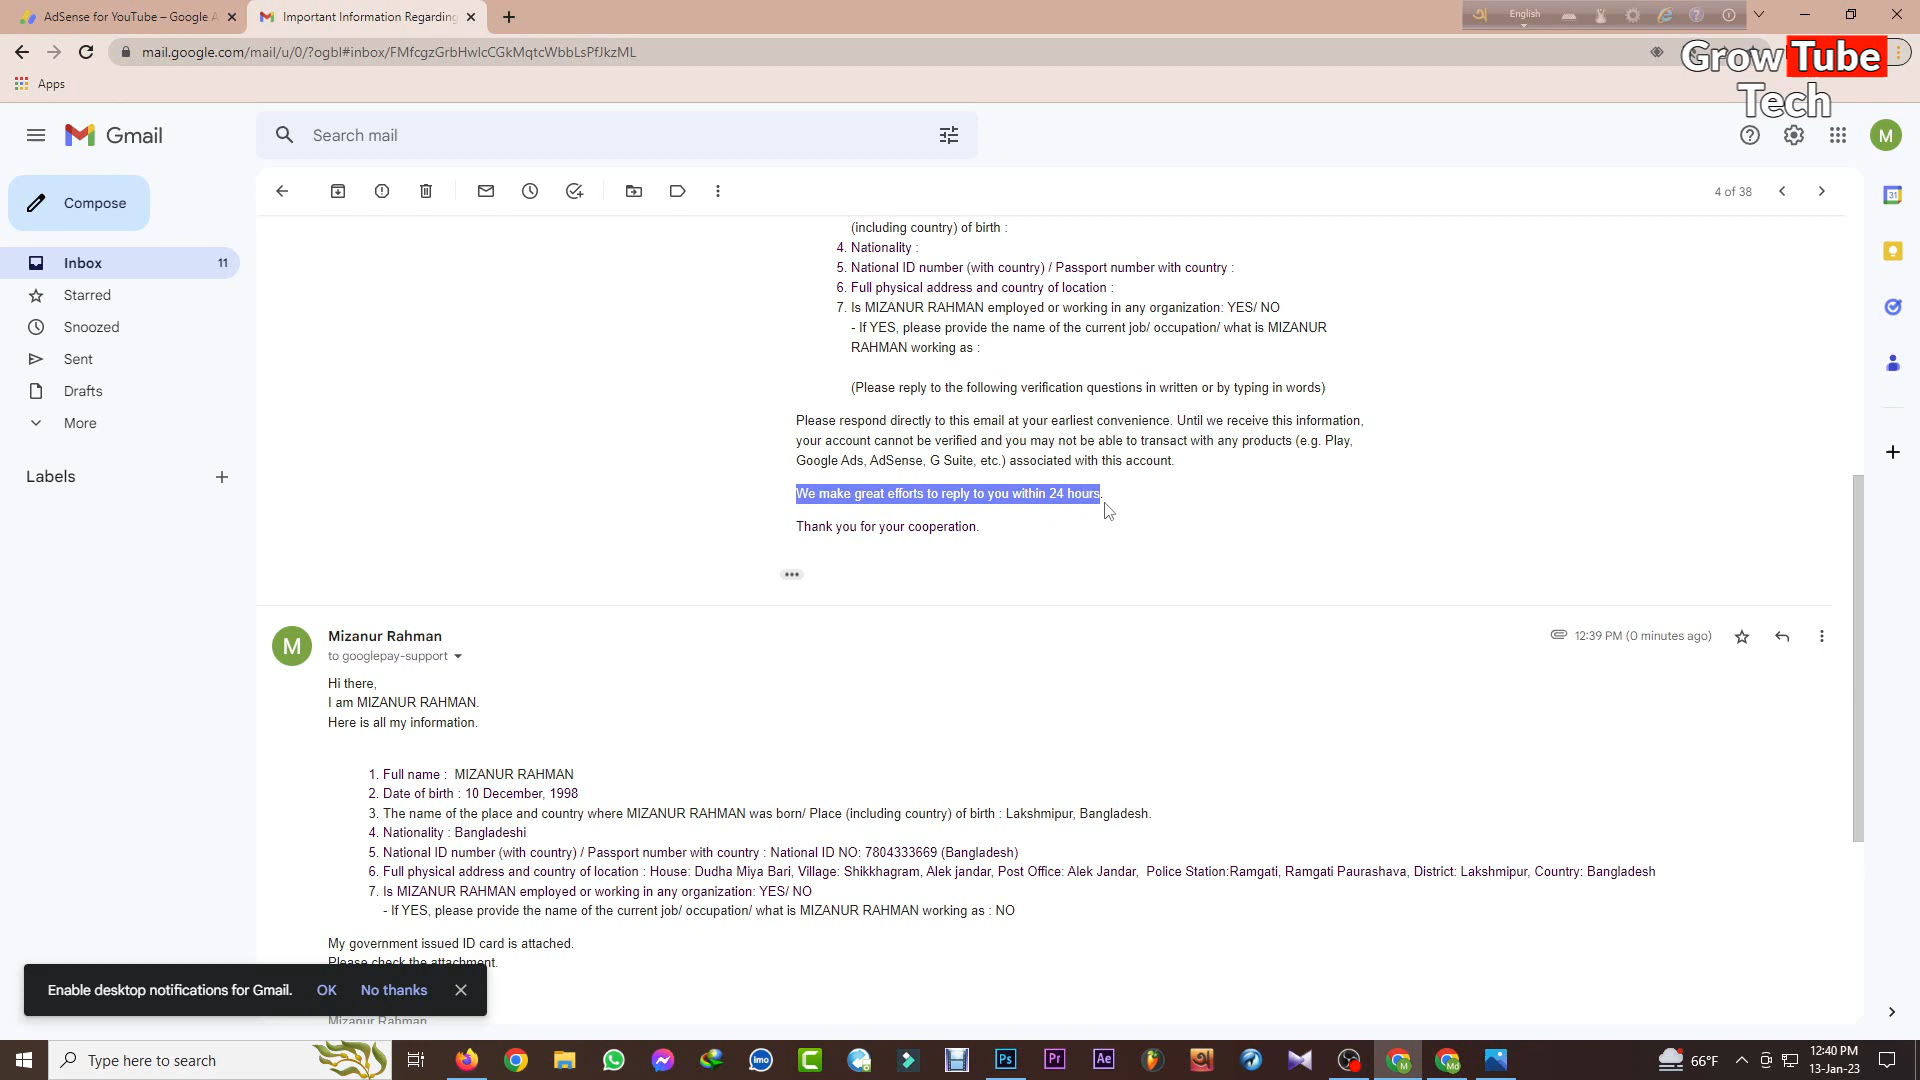 AdSense for YouTube – Google A
Important Information Regarding
English
mail.google.com/mail/u/0/?ogbl#inbox/FMfcgzGrbHwlcCGkMqtcWbbLsPfJkzML
Grow Tube
Tech
Apps
Gmail
Search mail
M
Compose
4 of 38
31
Inbox
11
Starred
Snoozed
Sent
Drafts
More
Labels
(including country) of birth :
4. Nationality :
5. National ID number (with country) / Passport number with country :
6. Full physical address and country of location :
7. Is MIZANUR RAHMAN employed or working in any organization: YES/ NO
- If YES, please provide the name of the current job/ occupation/ what is MIZANUR
RAHMAN working as :
(Please reply to the following verification questions in written or by typing in words)
Please respond directly to this email at your earliest convenience. Until we receive this information,
your account cannot be verified and you may not be able to transact with any products (e.g. Play,
Google Ads, AdSense, G Suite, etc.) associated with this account.
We make great efforts to reply to you within 24 hours.
Thank you for your cooperation.
M
Mizanur Rahman
12:39 PM (0 minutes ago)
to googlepay-support
Hi there,
I am MIZANUR RAHMAN.
Here is all my information.
1. Full name : MIZANUR RAHMAN
2. Date of birth : 10 December, 1998
3. The name of the place and country where MIZANUR RAHMAN was born/ Place (including country) of birth : Lakshmipur, Bangladesh.
4. Nationality : Bangladeshi
5. National ID number (with country) / Passport number with country : National ID NO: 7804333669 (Bangladesh)
6. Full physical address and country of location : House: Dudha Miya Bari, Village: Shikkhagram, Alek jandar, Post Office: Alek Jandar, Police Station:Ramgati, Ramgati Paurashava, District: Lakshmipur, Country: Bangladesh
7. Is MIZANUR RAHMAN employed or working in any organization: YES/ NO
- If YES, please provide the name of the current job/ occupation/ what is MIZANUR RAHMAN working as : NO
My government issued ID card is attached.
Please check the attachment.
Enable desktop notifications for Gmail.
OK
No thanks
Mizanur Rahman
Type here to search
imo
Ps
Pr
Ae
M
Md
66°F
12:40 PM
13-Jan-23